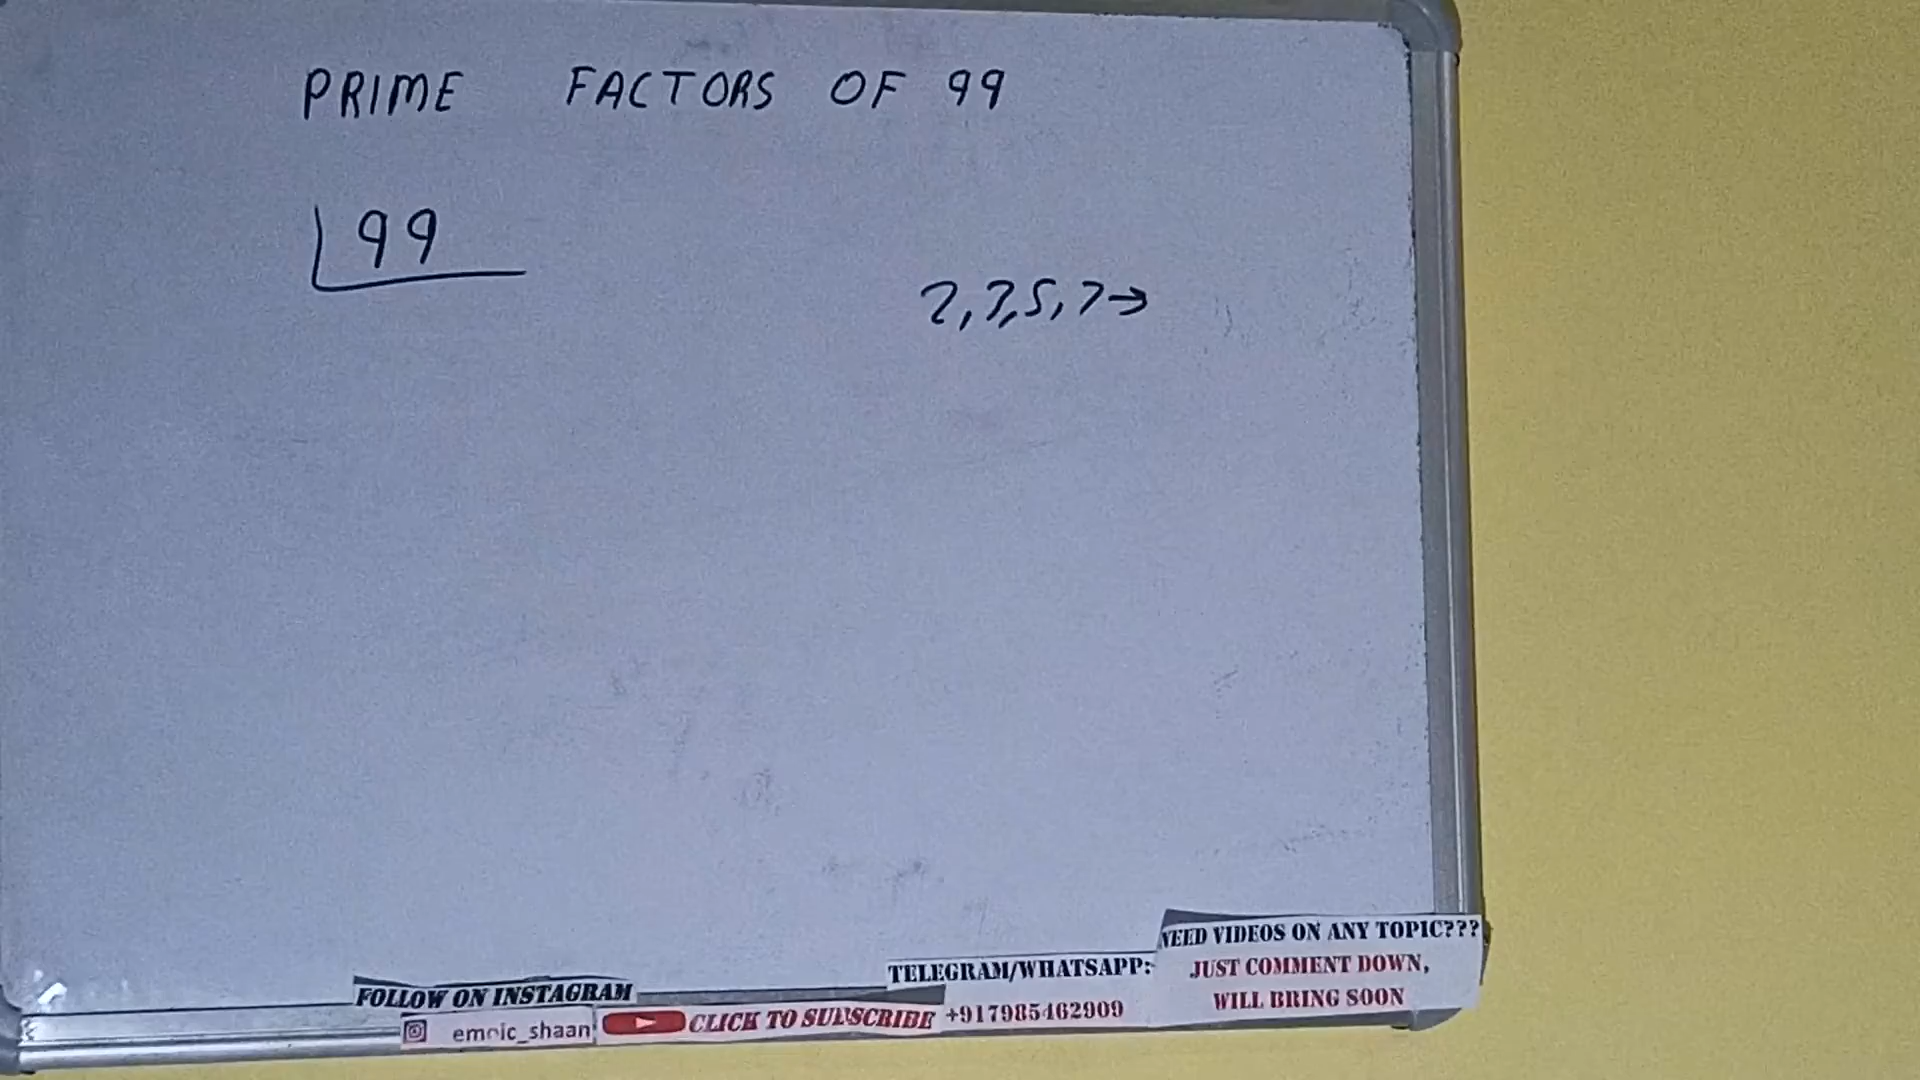 PRIME FACTORS OF 99
99
2,3,5,7→
NEED VIDEOS ON ANY TOPIC???
JUST COMMENT DOWN,
WILL BRING SOON
TELEGRAM/WHATSAPP:
+917985462909
FOLLOW ON INSTAGRAM
CLICK TO SUBSCRIBE